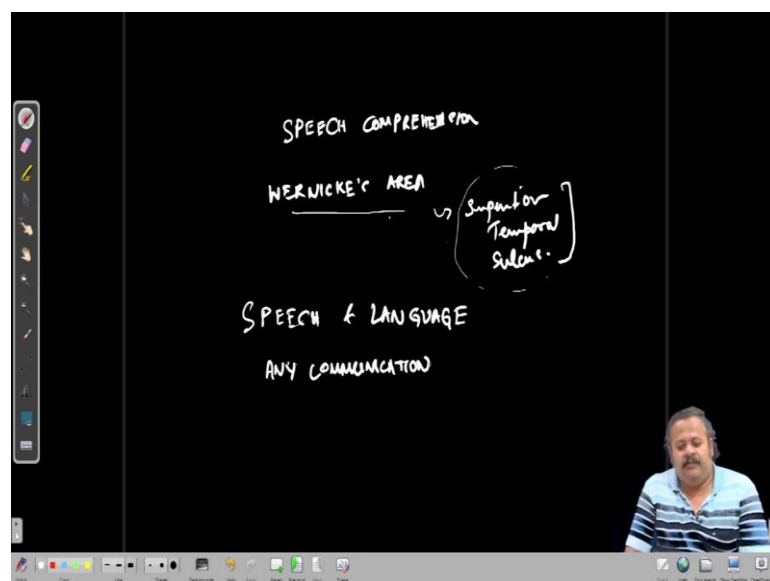 SPEECH COMPREHENSION
WERNICKE'S AREA
Superior
Temporal
Sulcus.
SPEECH & LANGUAGE
ANY COMMUNICATION